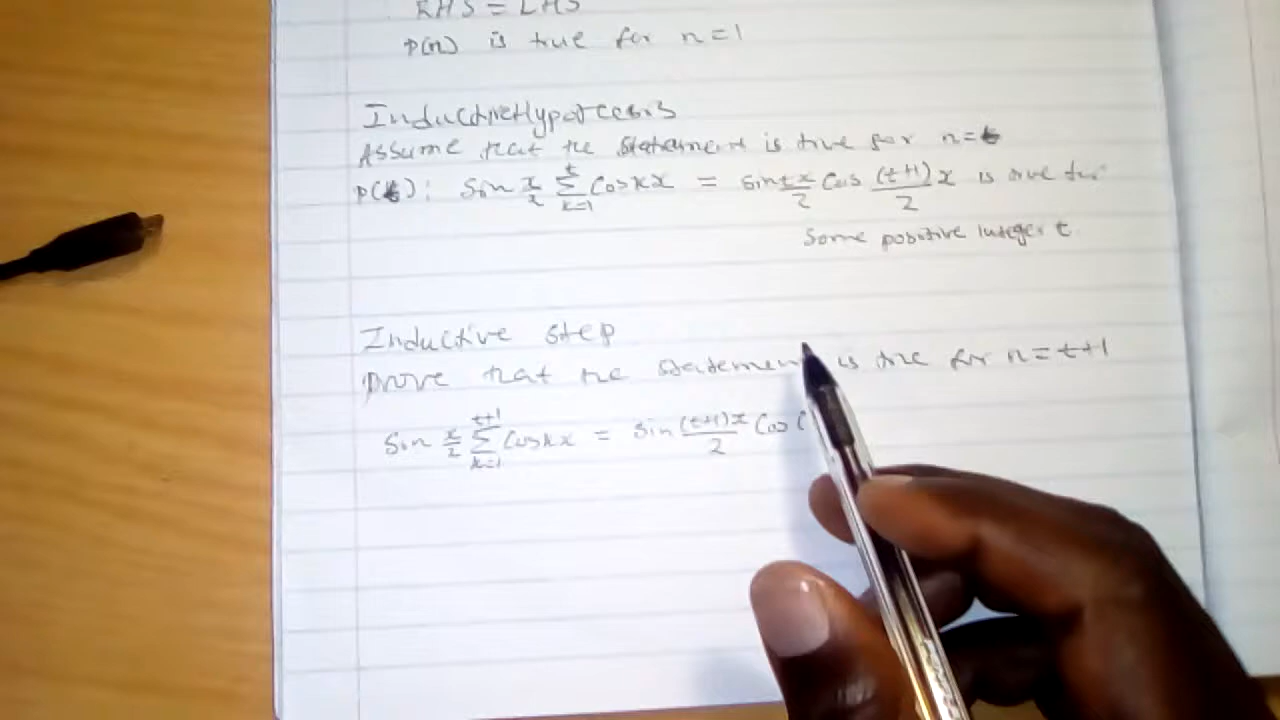 RHS = LHS
p(n) is true for n=1
Inductive Hypothesis
Assume that the statement is true for n=t
p(t): Sin x/2 ∑_{k=1}^{t} Cos kx = sin tx/2 Cos (t+1)x/2 is true for
Some positive integer t
Inductive step
Prove that the statement is true for n=t+1
Sin x/2 ∑_{k=1}^{t+1} Cos kx = Sin (t+1)x/2 Cos (